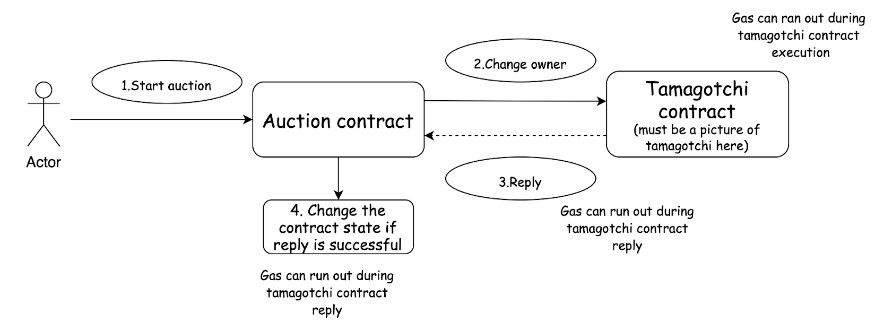 Gas can ran out during
tamagotchi contract
execution
2.Change owner
1.Start auction
Tamagotchi
contract
(must be a picture of
tamagotchi here)
Auction contract
Actor
3.Reply
4. Change the
contract state if
reply is successful
Gas can run out during
tamagotchi contract
reply
Gas can run out during
tamagotchi contract
reply